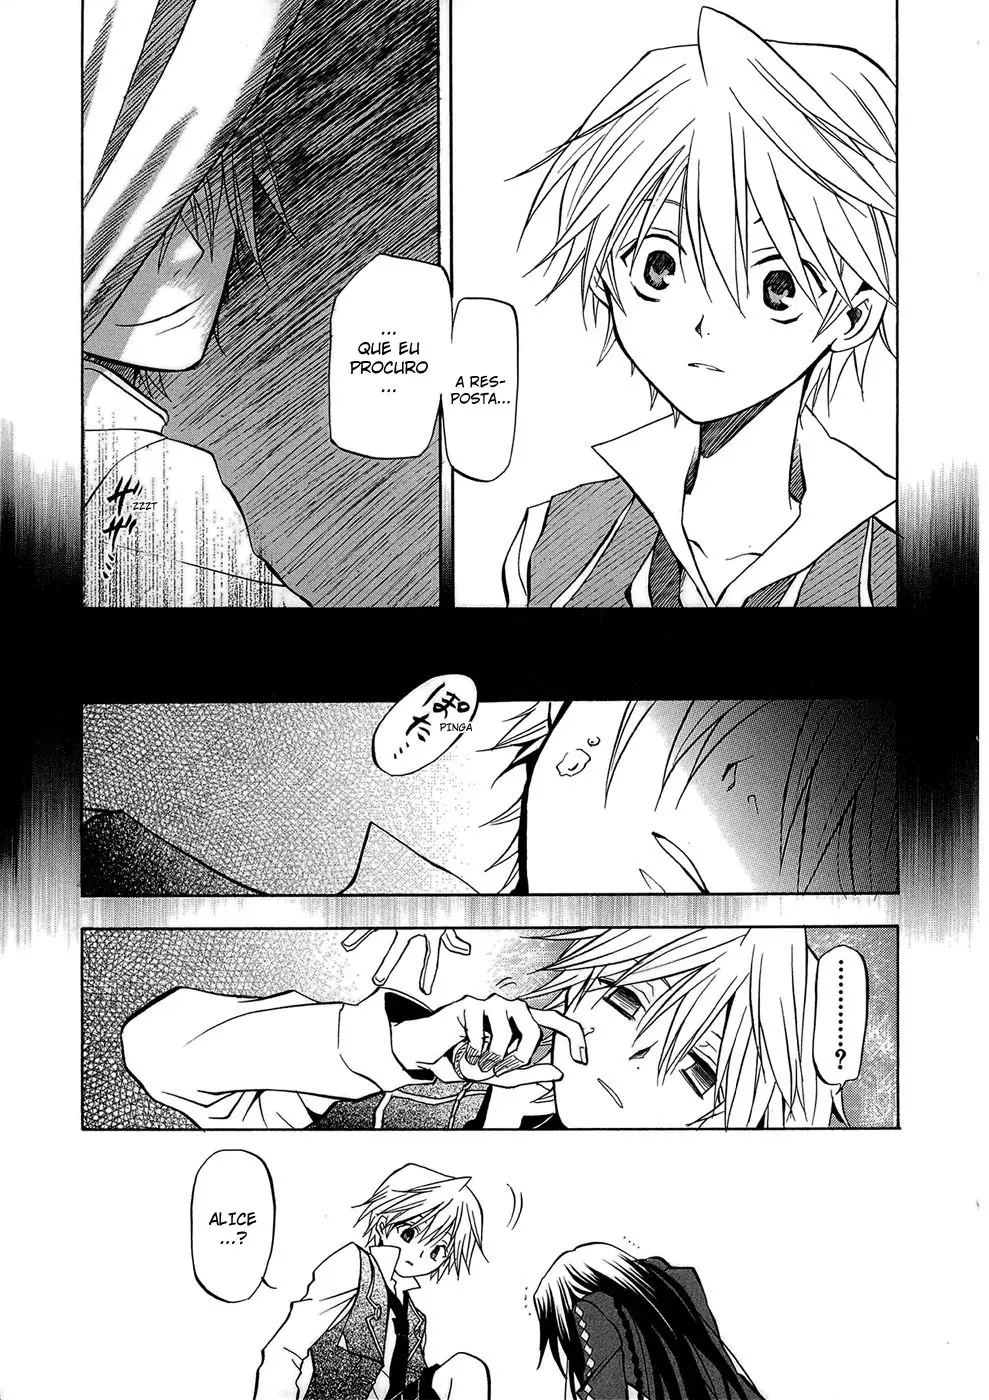 A RES-
POSTA...
...
QUE EU
PROCURO
...
ザザ
ZZZT
ぽた...
PINGA
..........?
ALICE
...?